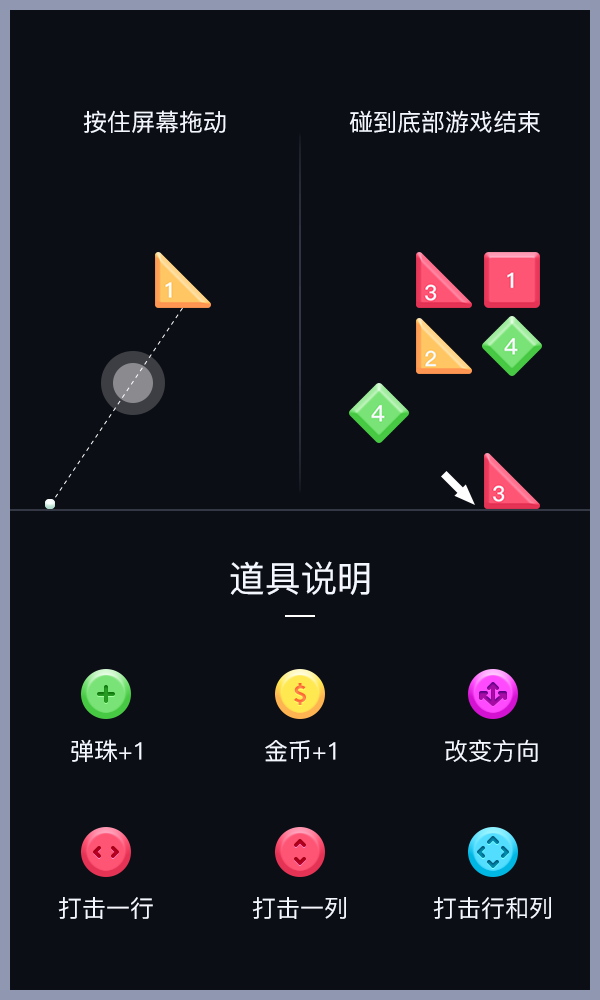 按住屏幕拖动
碰到底部游戏结束
1
3
1
2
4
4
3
道具说明
弹珠+1
$
金币+1
改变方向
打击一行
打击一列
打击行和列